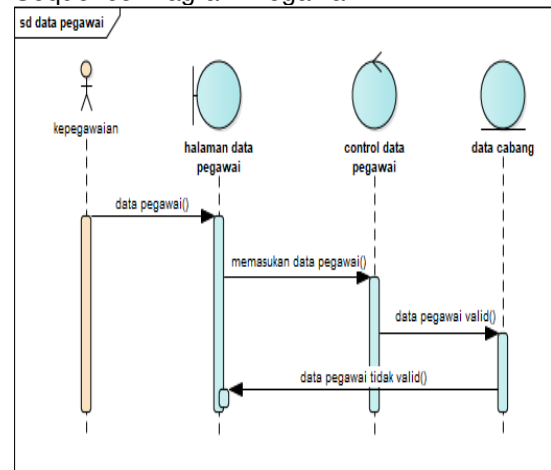 sd data pegawai
kepegawaian
halaman data
pegawai
control data
pegawai
data cabang
data pegawai()
memasukan data pegawai()
data pegawai valid()
data pegawai tidak valid()